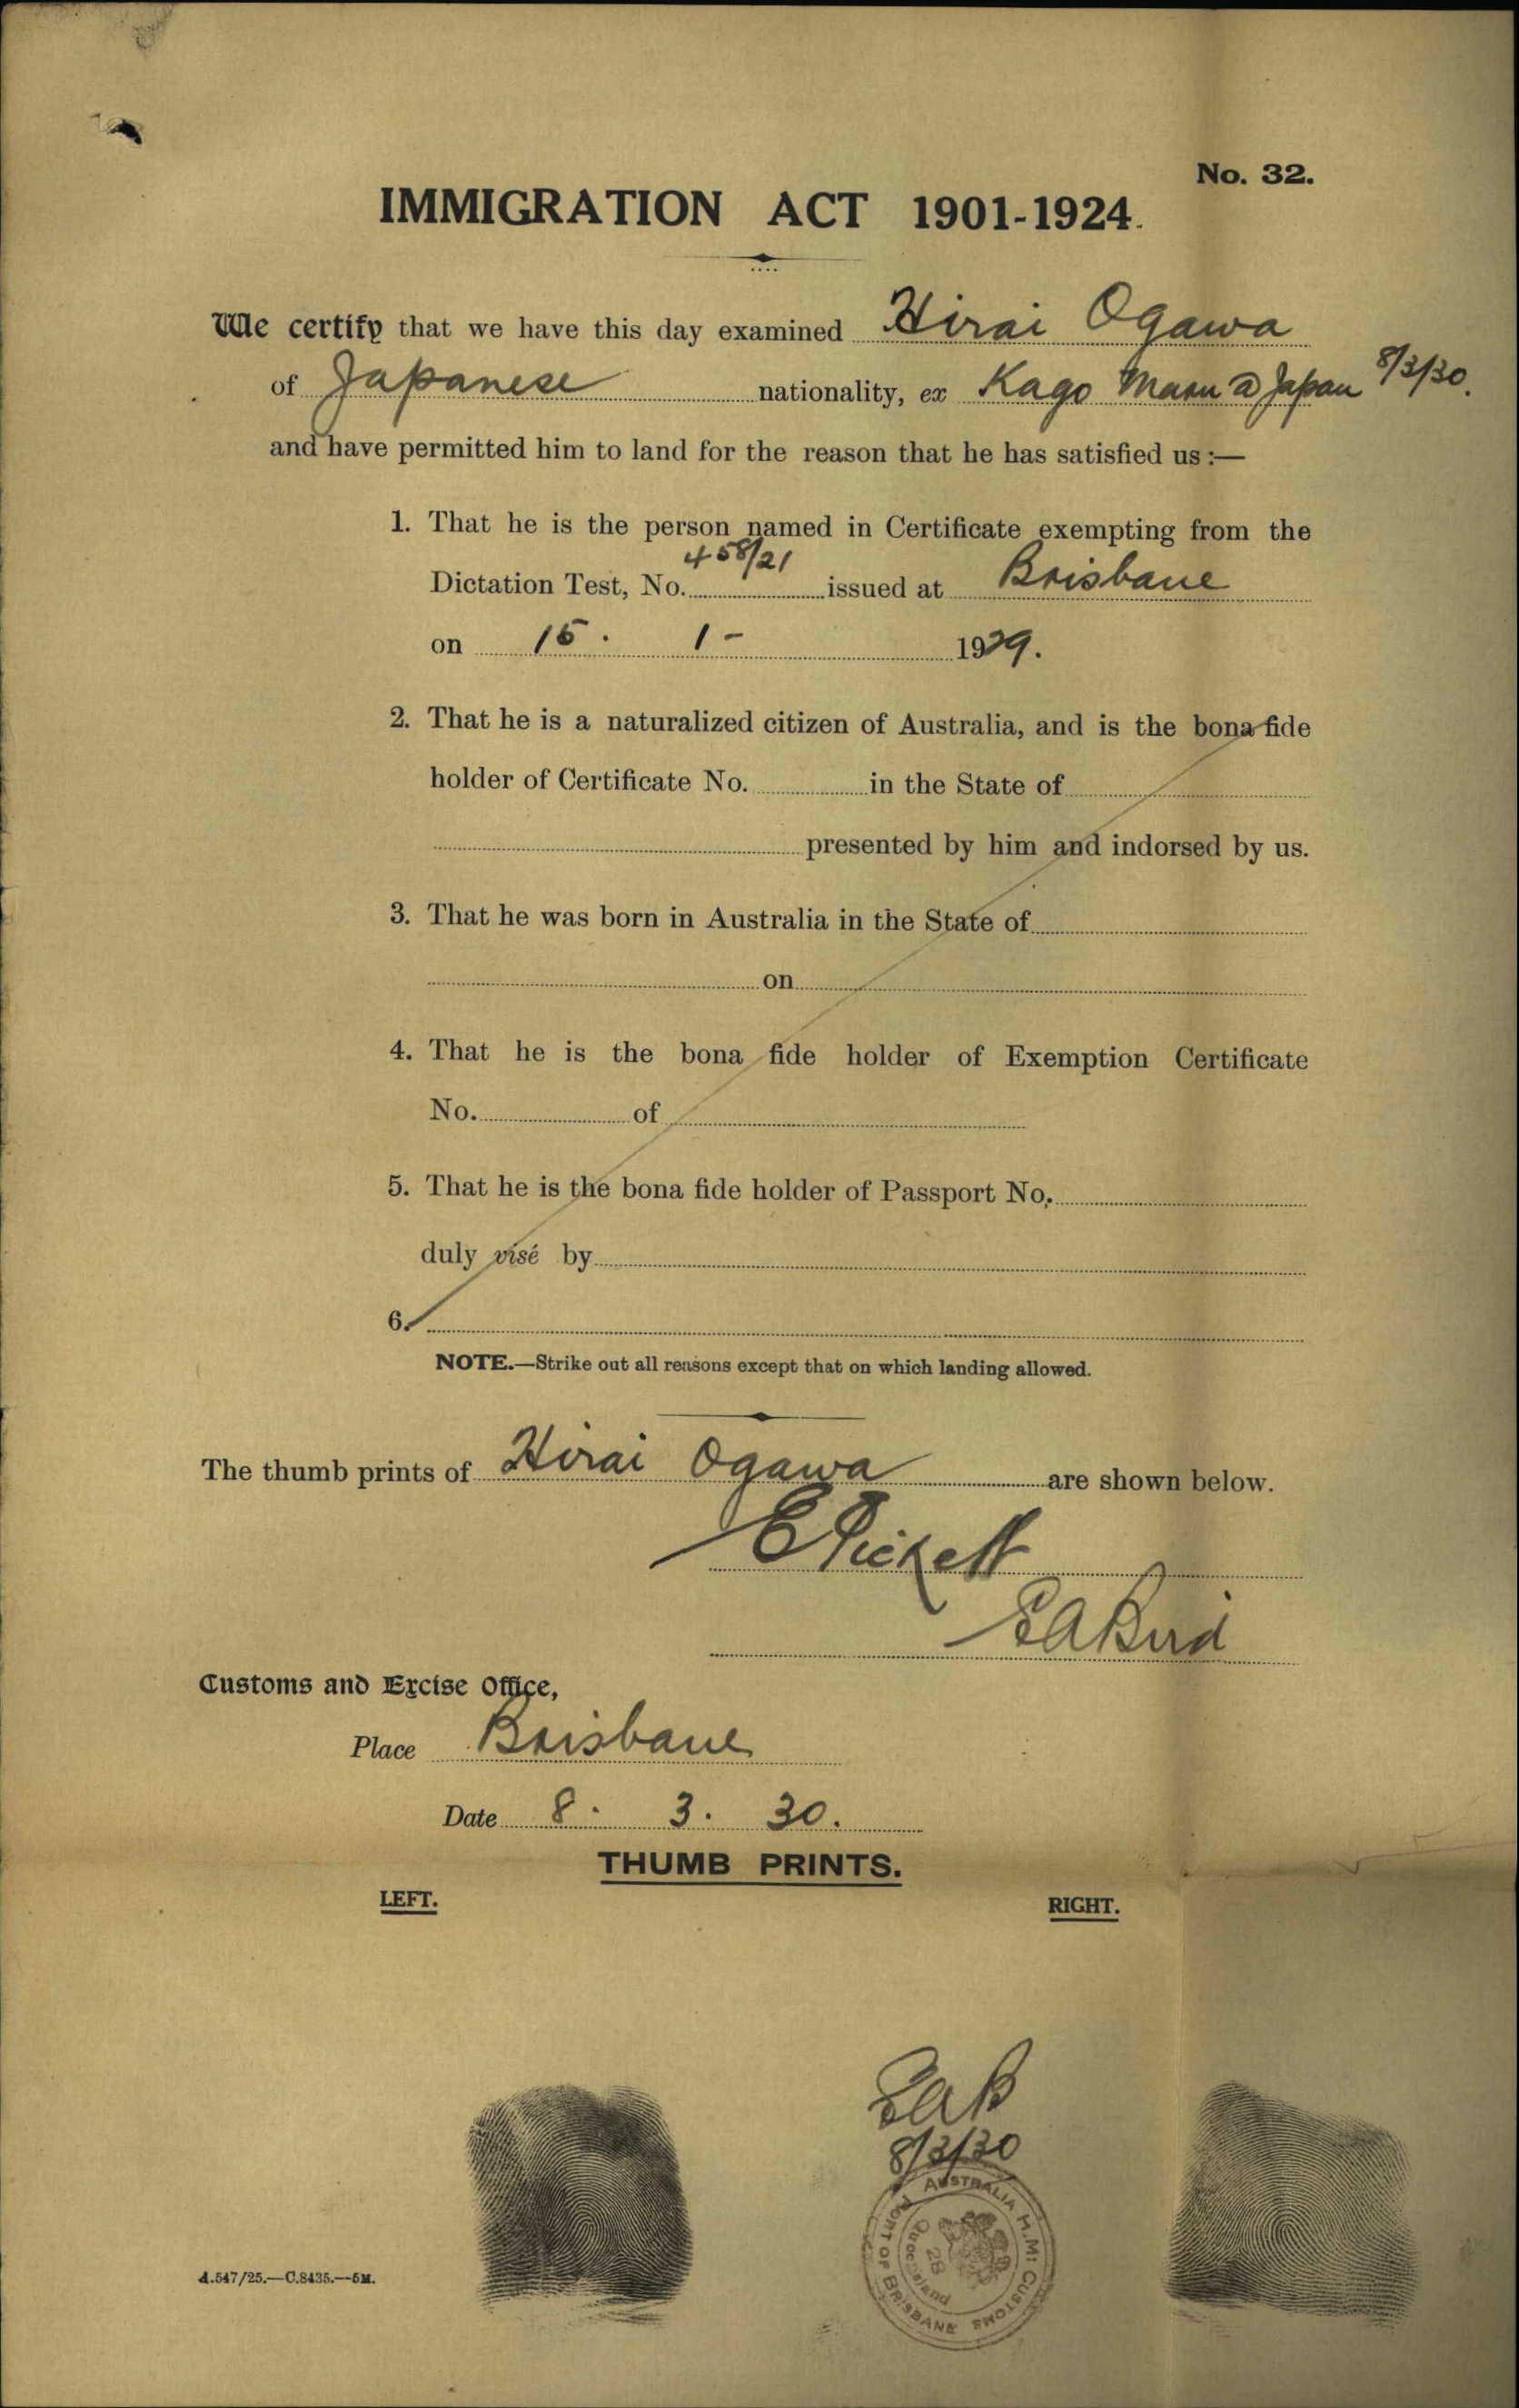 No. 32.
IMMIGRATION ACT 1901-1924.
We certify that we have this day examined Hirai Ogawa
of Japanese nationality, ex Kago Maru @ Japan 8/3/30.
and have permitted him to land for the reason that he has satisfied us :—
1. That he is the person named in Certificate exempting from the
Dictation Test, No. 458/21 issued at Brisbane
on 15. 1- 1929.
2. That he is a naturalized citizen of Australia, and is the bona fide
holder of Certificate No. in the State of
presented by him and indorsed by us.
3. That he was born in Australia in the State of
on
4. That he is the bona fide holder of Exemption Certificate
No. of
5. That he is the bona fide holder of Passport No.
duly visé by
6.
NOTE.—Strike out all reasons except that on which landing allowed.
The thumb prints of Hirai Ogawa are shown below.
E Pickett
E A Bird
Customs and Excise Office,
Place Brisbane
Date 8. 3. 30.
THUMB PRINTS.
LEFT. RIGHT.
EAB
8/3/30
AUSTRALIA H.M. CUSTOMS
PORT OF BRISBANE
Queensland
28
A.547/25.—C.8435.—5M.